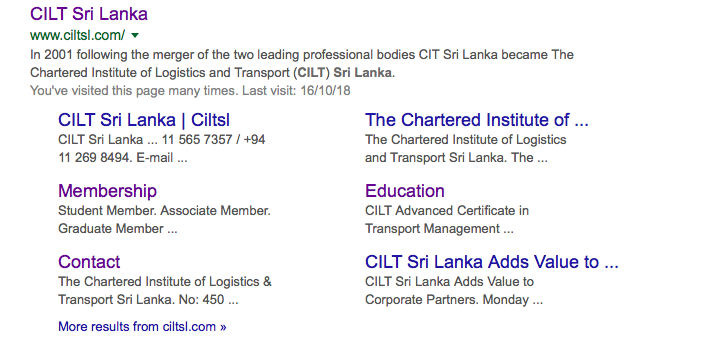 CILT Sri Lanka
www.ciltsl.com/
In 2001 following the merger of the two leading professional bodies CIT Sri Lanka became The
Chartered Institute of Logistics and Transport (CILT) Sri Lanka.
You've visited this page many times. Last visit: 16/10/18
CILT Sri Lanka | Ciltsl
CILT Sri Lanka ... 11 565 7357 / +94
11 269 8494. E-mail ...
The Chartered Institute of ...
The Chartered Institute of Logistics
and Transport Sri Lanka. The ...
Membership
Student Member. Associate Member.
Graduate Member ...
Education
CILT Advanced Certificate in
Transport Management ...
Contact
The Chartered Institute of Logistics &
Transport Sri Lanka. No: 450 ...
CILT Sri Lanka Adds Value to ...
CILT Sri Lanka Adds Value to
Corporate Partners. Monday ...
More results from ciltsl.com »